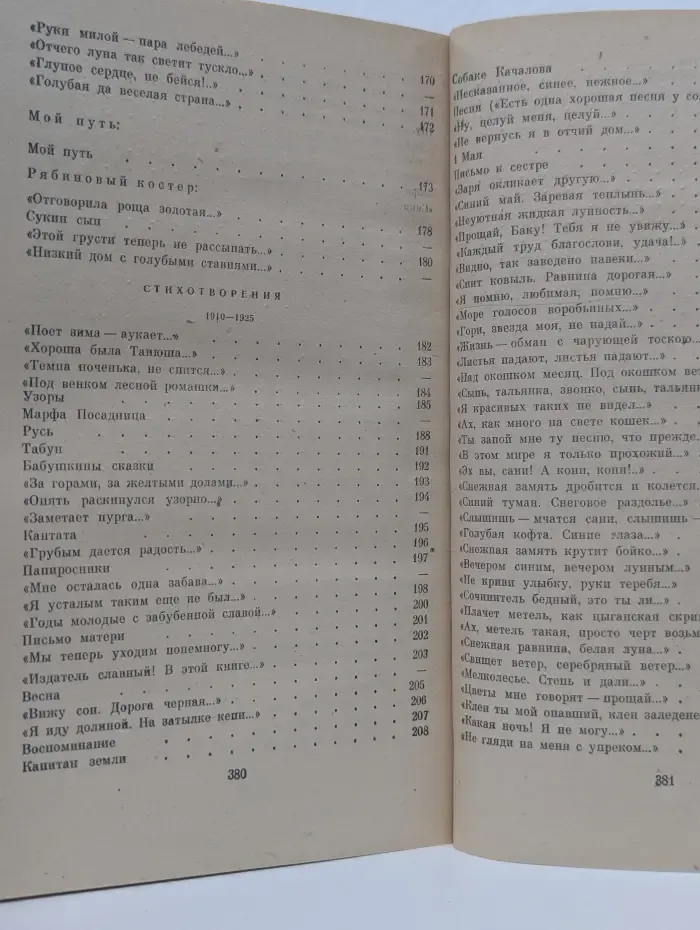 «Руки милой — пара лебедей...»
«Отчего луна так светит тускло...» 170
«Глупое сердце, не бейся!..» —
«Голубая да веселая страна...» 171
Мой путь: 172
Мой путь
Рябиновый костер: 173
«Отговорила роща золотая...»
Сукин сын 178
«Этой грусти теперь не рассыпать...» —
«Низкий дом с голубыми ставнями...» 180
СТИХОТВОРЕНИЯ
1910—1925
«Поет зима — аукает...» 182
«Хороша была Танюша...» 183
«Темна ноченька, не спится...» —
«Под венком лесной ромашки...» 184
Узоры 185
Марфа Посадница —
Русь 188
Табун 191
Бабушкины сказки 192
«За горами, за желтыми долами...» 193
«Опять раскинулся узорно...» 194
«Заметает пурга...» —
Кантата 195
«Грубым дается радость...» 196
Папиросники 197
«Мне осталась одна забава...» —
«Я усталым таким еще не был...» 198
«Годы молодые с забубенной славой...» 200
Письмо матери 201
«Мы теперь уходим понемногу...» 202
«Издатель славный! В этой книге...» 203
Весна —
«Вижу сон. Дорога черная...» 205
«Я иду долиной. На затылке кепи...» 206
Воспоминание 207
Капитан земли 208
380
Собаке Качалова
«Несказанное, синее, нежное...»
Песня («Есть одна хорошая песня у сол
«Ну, целуй меня, целуй...»
«Не вернусь я в отчий дом...»
1 Мая
Письмо к сестре
«Заря окликает другую...»
«Синий май. Заревая теплынь...»
«Неуютная жидкая лунность...»
«Прощай, Баку! Тебя я не увижу...»
«Каждый труд благослови, удача!..»
«Видно, так заведено навеки...»
«Спит ковыль. Равнина дорогая...»
«Я помню, любимая, помню...»
«Море голосов воробьиных...»
«Гори, звезда моя, не падай...»
«Жизнь — обман с чарующей тоскою...»
«Листья падают, листья падают...»
«Над окошком месяц. Под окошком вет
«Сыпь, тальянка, звонко, сыпь, тальянк
«Я красивых таких не видел...»
«Ах, как много на свете кошек...»
«Ты запой мне ту песню, что прежде.
«В этом мире я только прохожий...»
«Эх вы, сани! А кони, кони!..»
«Снежная замять дробится и колется.
«Синий туман. Снеговое раздолье...»
«Слышишь — мчатся сани, слышишь —
«Голубая кофта. Синие глаза...»
«Снежная замять крутит бойко...»
«Вечером синим, вечером лунным...»
«Не криви улыбку, руки теребя...»
«Сочинитель бедный, это ты ли...»
«Плачет метель, как цыганская скрип
«Ах, метель такая, просто черт возьм
«Снежная равнина, белая луна...»
«Свищет ветер, серебряный ветер...»
«Мелколесье. Степь и дали...»
«Цветы мне говорят — прощай...»
«Клен ты мой опавший, клен заледене
«Какая ночь! Я не могу...»
«Не гляди на меня с упреком...»
381